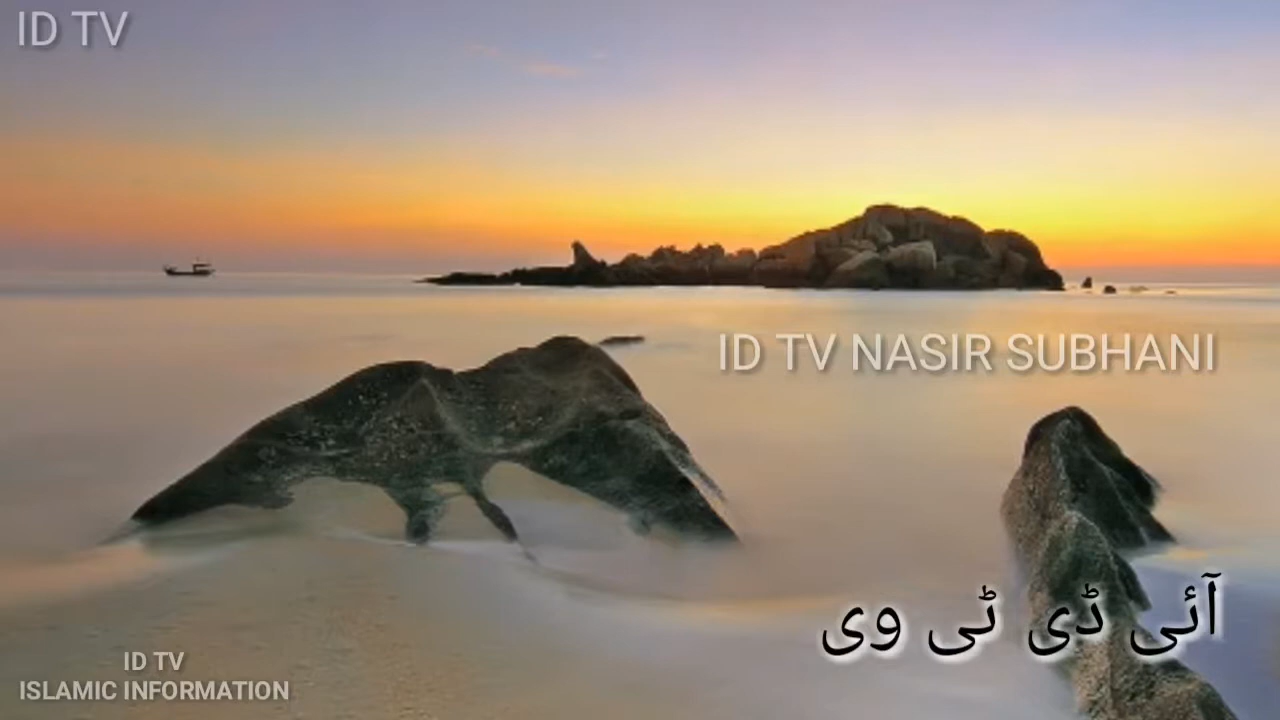 ID TV
ID TV NASIR SUBHANI
آئی ڈی ٹی وی
ID TV
ISLAMIC INFORMATION